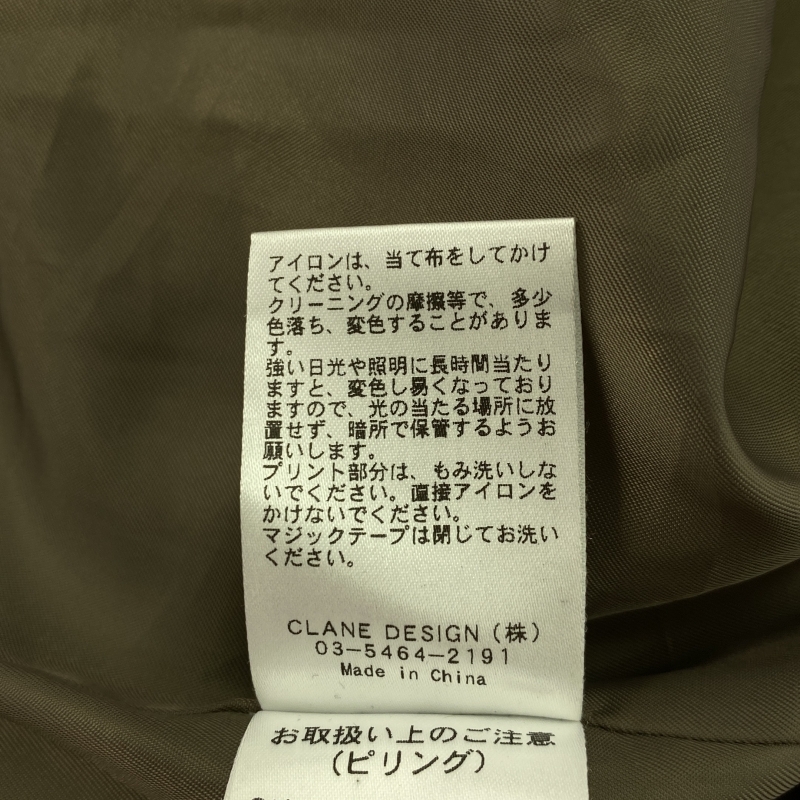 アイロンは、当て布をしてかけ
てください。
クリーニングの摩擦等で、多少
色落ち、変色することがありま
す。
強い日光や照明に長時間当たり
ますと、変色し易くなっており
ますので、光の当たる場所に放
置せず、暗所で保管するようお
願いします。
プリント部分は、もみ洗いしな
いでください。直接アイロンを
かけないでください。
マジックテープは閉じてお洗い
ください。
CLANE DESIGN（株）
03-5464-2191
Made in China
お取扱い上のご注意
（ピリング）